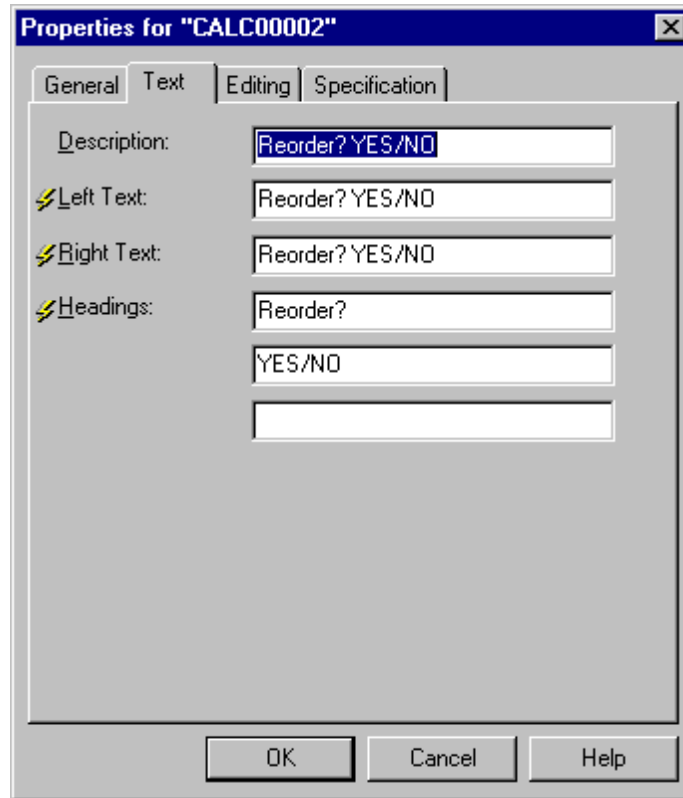 Properties for "CALC00002"
General Text Editing Specification
Description: Reorder? YES/NO
Left Text: Reorder? YES/NO
Right Text: Reorder? YES/NO
Headings: Reorder?
YES/NO
OK Cancel Help